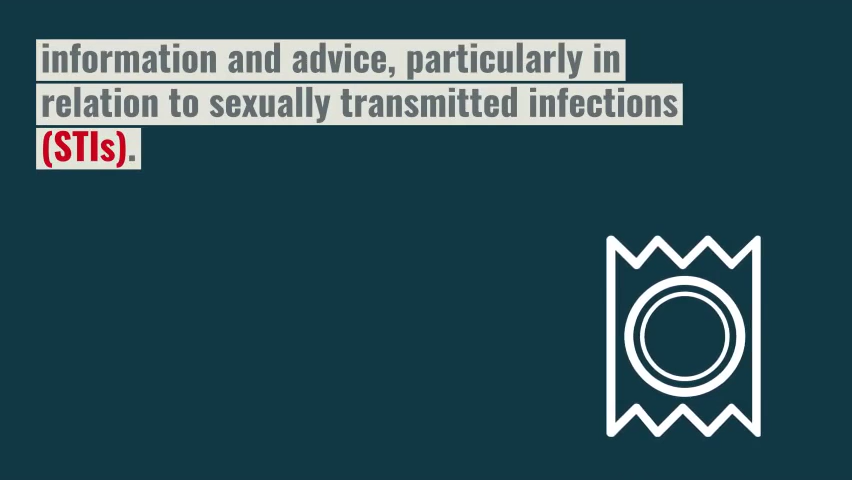 information and advice, particularly in
relation to sexually transmitted infections
(STIs).